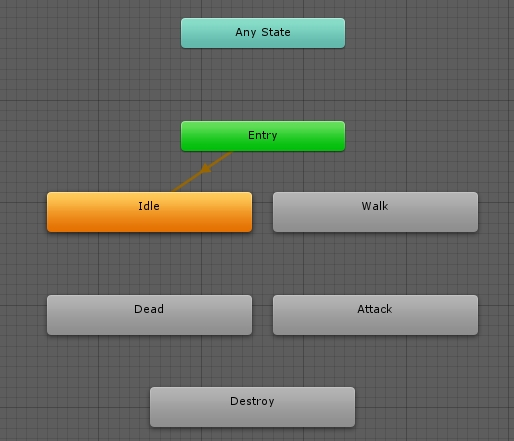 Any State
Entry
Idle
Walk
Dead
Attack
Destroy